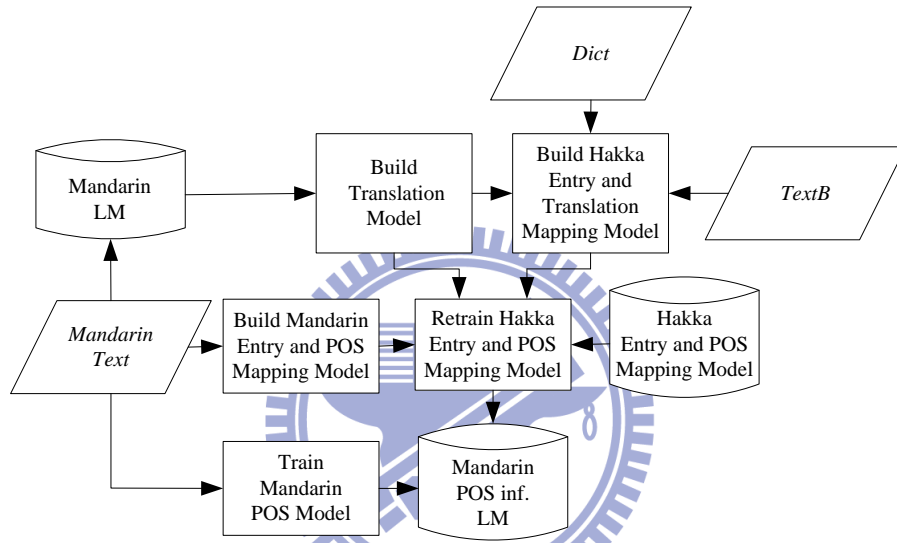 Dict
Mandarin
LM
Build
Translation
Model
Build Hakka
Entry and
Translation
Mapping Model
TextB
Mandarin
Text
Build Mandarin
Entry and POS
Mapping Model
Retrain Hakka
Entry and POS
Mapping Model
Hakka
Entry and POS
Mapping Model
Train
Mandarin
POS Model
Mandarin
POS inf.
LM